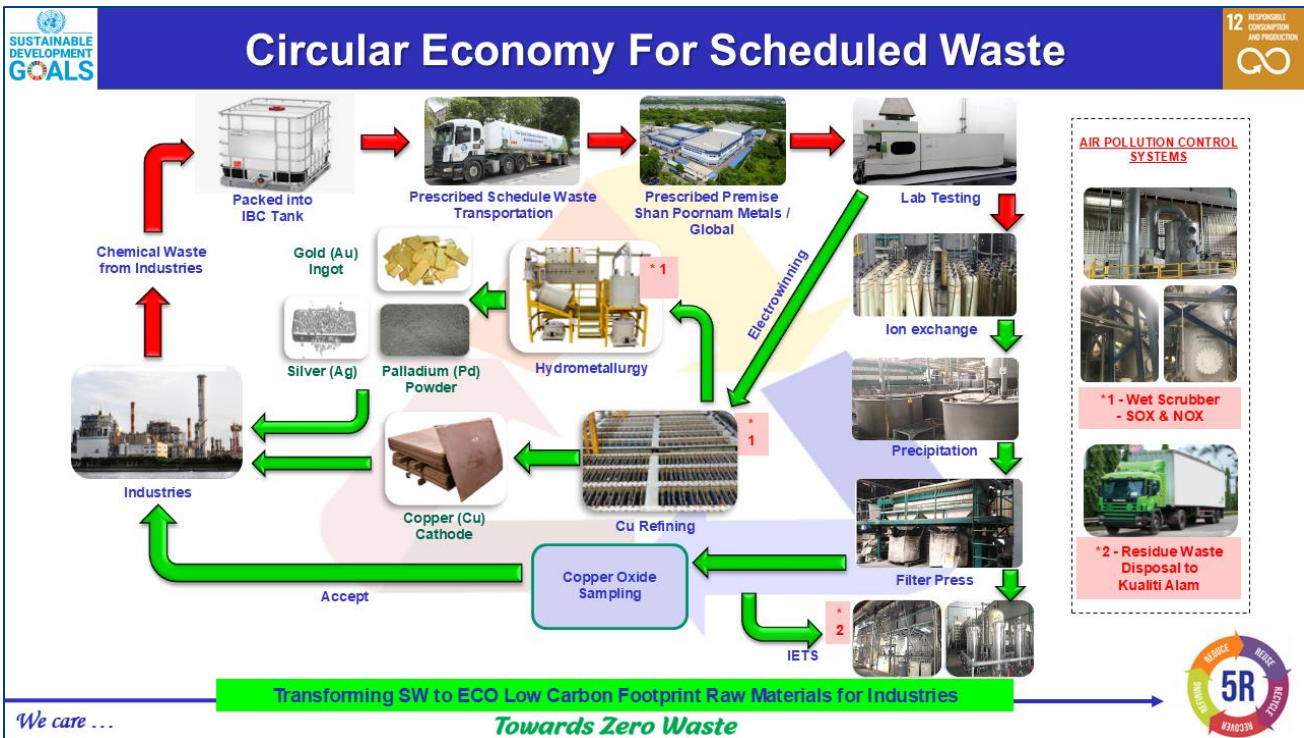 SUSTAINABLE
DEVELOPMENT
GOALS
Circular Economy For Scheduled Waste
12 RESPONSIBLE
CONSUMPTION
AND PRODUCTION
Packed into
IBC Tank
Prescribed Schedule Waste
Transportation
Prescribed Premise
Shan Poornam Metals /
Global
Lab Testing
Chemical Waste
from Industries
Gold (Au)
Ingot
* 1
Electrowinning
Ion exchange
Silver (Ag)
Palladium (Pd)
Powder
Hydrometallurgy
Precipitation
Industries
Copper (Cu)
Cathode
Cu Refining
*
1
Filter Press
Copper Oxide
Sampling
Accept
*
2
IETS
AIR POLLUTION CONTROL
SYSTEMS
*1 - Wet Scrubber
- SOX & NOX
*2 - Residue Waste
Disposal to
Kualiti Alam
Transforming SW to ECO Low Carbon Footprint Raw Materials for Industries
We care ...
Towards Zero Waste
5R
REDUCE
REUSE
RECYCLE
RECOVER
REFINING